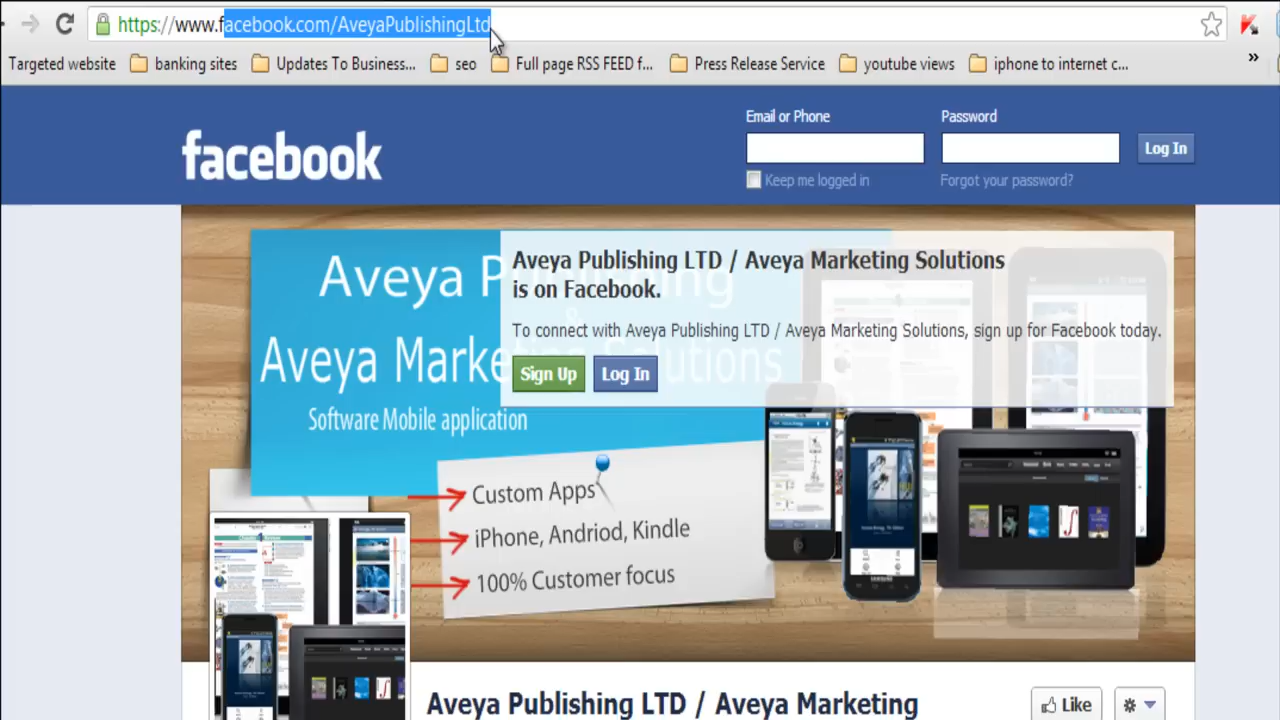 https://www.facebook.com/AveyaPublishingLtd
Targeted website banking sites Updates To Business... seo Full page RSS FEED f... Press Release Service youtube views iphone to internet c... »
Email or Phone Password
facebook
Log In
Keep me logged in Forgot your password?
Aveya Publishing
Aveya Publishing LTD / Aveya Marketing Solutions
is on Facebook.
To connect with Aveya Publishing LTD / Aveya Marketing Solutions, sign up for Facebook today.
Aveya Marketing Solutions
Sign Up Log In
Software Mobile application
Custom Apps
iPhone, Andriod, Kindle
100% Customer focus
Aveya Publishing LTD / Aveya Marketing
Like